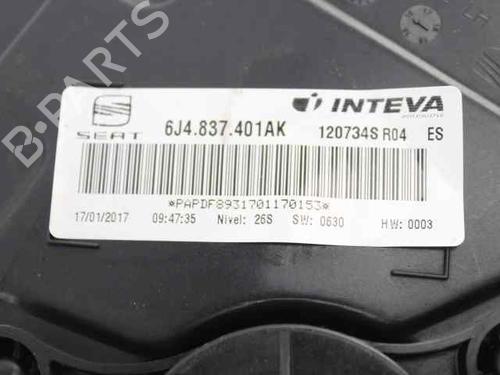 B-PARTS
SEAT
6J4.837.401AK
INTEVA
120734S R04 ES
*PAPDF8931701170153*
17/01/2017 09:47:35 Nivel: 26S SW: 0630 HW: 0003